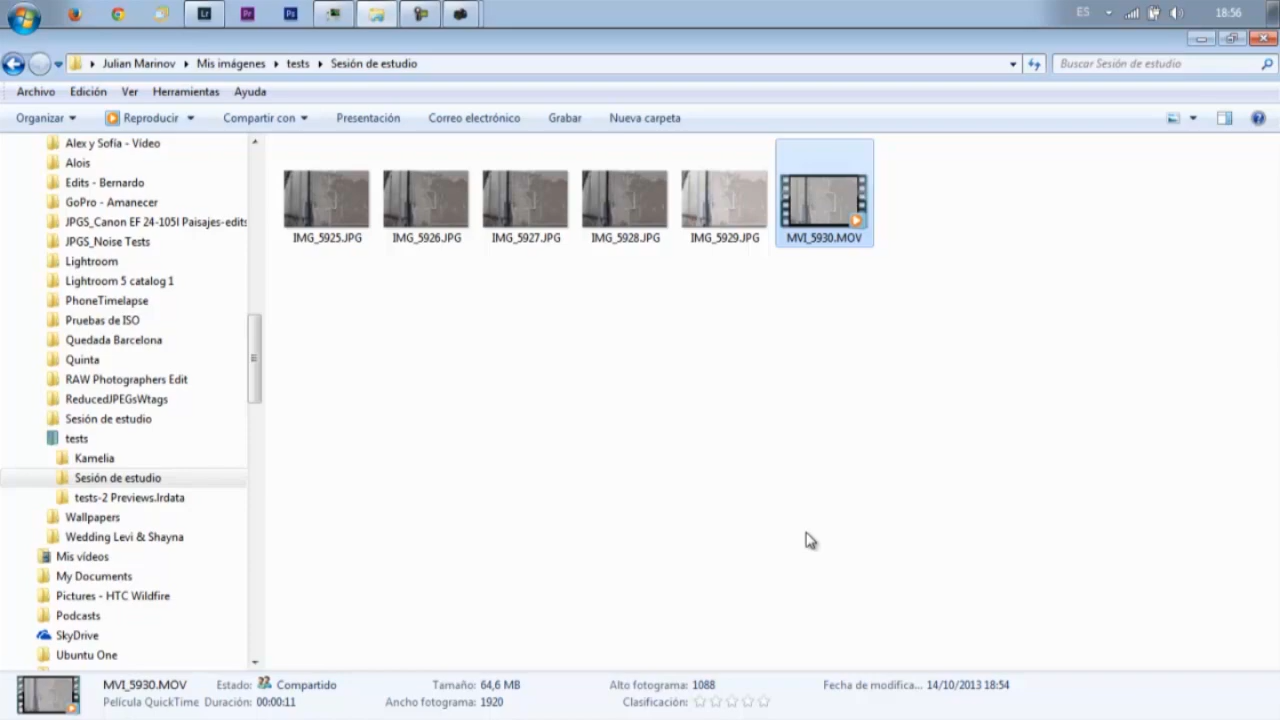 Lr
Pr
Ps
ES
18:56
Julian Marinov
Mis imágenes
tests
Sesión de estudio
Buscar Sesión de estudio
Archivo Edición Ver Herramientas Ayuda
Organizar Reproducir Compartir con Presentación Correo electrónico Grabar Nueva carpeta
Alex y Sofía - Vídeo
Alois
Edits - Bernardo
GoPro - Amanecer
JPGS_Canon EF 24-105l Paisajes-edits
JPGS_Noise Tests
Lightroom
Lightroom 5 catalog 1
PhoneTimelapse
Pruebas de ISO
Quedada Barcelona
Quinta
RAW Photographers Edit
ReducedJPEGsWtags
Sesión de estudio
tests
Kamelia
Sesión de estudio
tests-2 Previews.lrdata
Wallpapers
Wedding Levi & Shayna
Mis vídeos
My Documents
Pictures - HTC Wildfire
Podcasts
SkyDrive
Ubuntu One
IMG_5925.JPG
IMG_5926.JPG
IMG_5927.JPG
IMG_5928.JPG
IMG_5929.JPG
MVI_5930.MOV
MVI_5930.MOV Estado: Compartido Tamaño: 64,6 MB Alto fotograma: 1088 Fecha de modifica... 14/10/2013 18:54
Película QuickTime Duración: 00:00:11 Ancho fotograma: 1920 Clasificación: